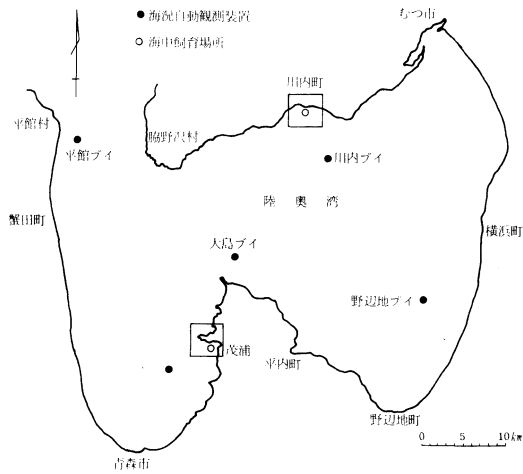 海況自動観測装置
海中飼育場所
むつ市
川内町
平館村
平館ブイ
脇野沢村
川内ブイ
陸奥湾
蟹田町
横浜町
大島ブイ
野辺地ブイ
茂浦
平内町
野辺地町
青森市
0 5 10km